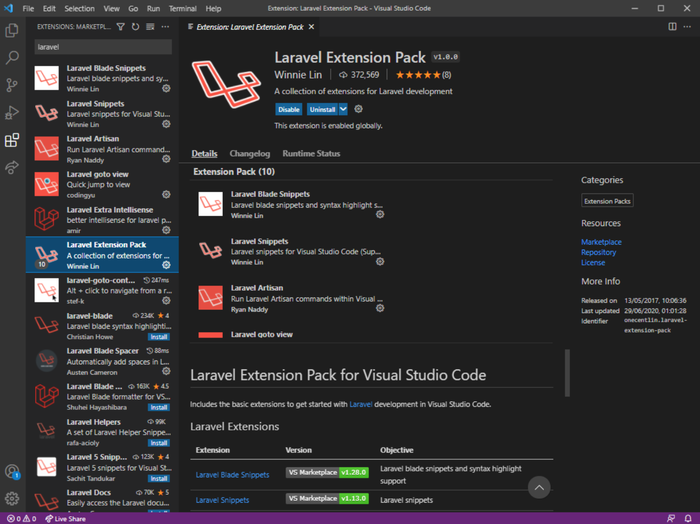 File Edit Selection View Go Run Terminal Help
Extension: Laravel Extension Pack - Visual Studio Code
EXTENSIONS: MARKETPL...
laravel
Laravel Blade Snippets
Laravel blade snippets and sy...
Winnie Lin
Laravel Snippets
Laravel snippets for Visual Stu...
Winnie Lin
Laravel Artisan
Run Laravel Artisan command...
Ryan Naddy
Laravel goto view
Quick jump to view
codingyu
Laravel Extra Intellisense
better intellisense for laravel p...
amir
Laravel Extension Pack
A collection of extensions for ...
Winnie Lin
10
laravel-goto-cont... 247ms
Alt + click to navigate from a r...
stef-k
laravel-blade 234K ★ 4
Laravel blade syntax highlighti...
Christian Howe Install
Laravel Blade Spacer 88ms
Automatically add spaces in L...
Austen Cameron
Laravel Blade ... 163K ★ 4.5
Laravel Blade formatter for VS...
Shuhei Hayashibara Install
Laravel Helpers 99K
A set of Laravel Helper Snippe...
rafa-acioly Install
Laravel 5 Snipp... 123K ★ 4
Laravel 5 snippets for Visual St...
Sachit Tandukar Install
Laravel Docs 70K ★ 5
Easily access the Laravel docu...
Install
Extension: Laravel Extension Pack
Laravel Extension Pack v1.0.0
Winnie Lin 372,569 ★★★★★ (8)
A collection of extensions for Laravel development
Disable Uninstall
This extension is enabled globally.
Details Changelog Runtime Status
Extension Pack (10)
Laravel Blade Snippets
Laravel blade snippets and syntax highlight s...
Winnie Lin
Laravel Snippets
Laravel snippets for Visual Studio Code (Sup...
Winnie Lin
Laravel Artisan
Run Laravel Artisan commands within Visual ...
Ryan Naddy
Laravel goto view
Laravel Extension Pack for Visual Studio Code
Includes the basic extensions to get started with Laravel development in Visual Studio Code.
Laravel Extensions
Extension Version Objective
Laravel Blade Snippets VS Marketplace v1.28.0 Laravel blade snippets and syntax highlight support
Laravel Snippets VS Marketplace v1.13.0 Laravel snippets
Categories
Extension Packs
Resources
Marketplace
Repository
License
More Info
Released on 13/05/2017, 10:06:36
Last updated 29/06/2020, 01:01:28
Identifier onecentlin.laravel-extension-pack
1
0 0 Live Share